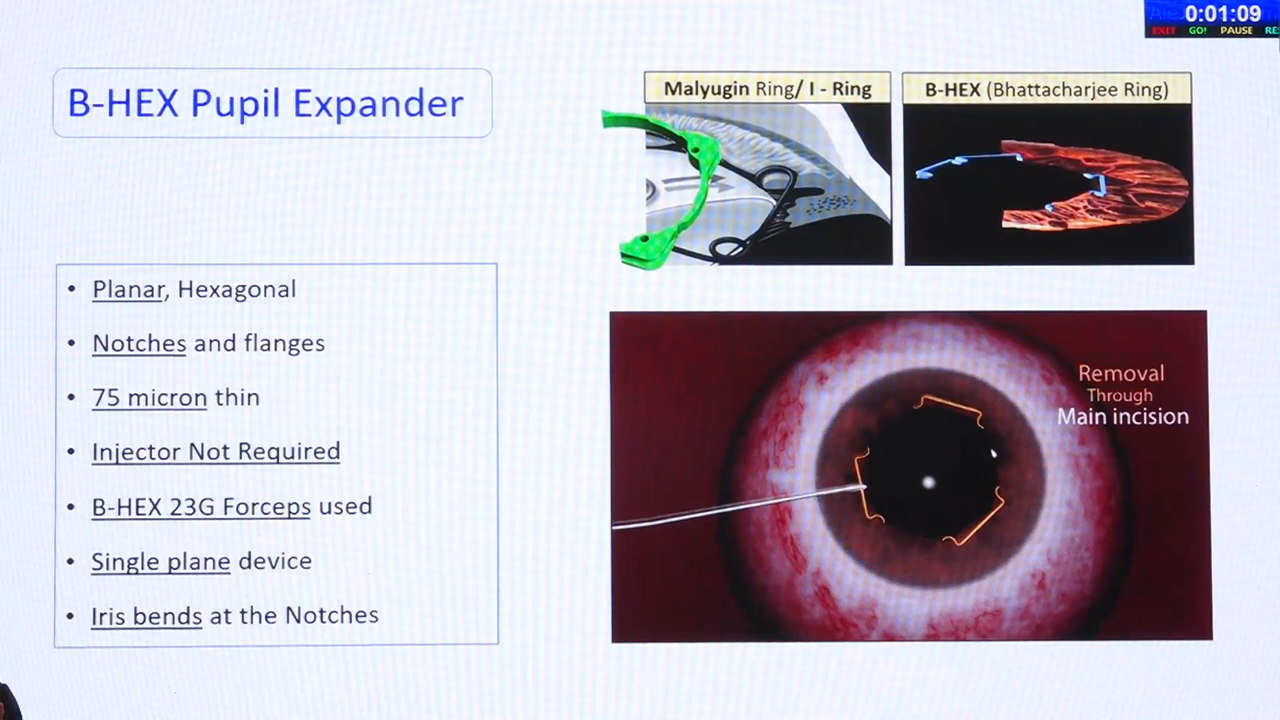 0:01:09
EXIT GO! PAUSE
B-HEX Pupil Expander
Malyugin Ring/ I - Ring
B-HEX (Bhattacharjee Ring)
• Planar, Hexagonal
• Notches and flanges
• 75 micron thin
• Injector Not Required
• B-HEX 23G Forceps used
• Single plane device
• Iris bends at the Notches
Removal
Through
Main incision